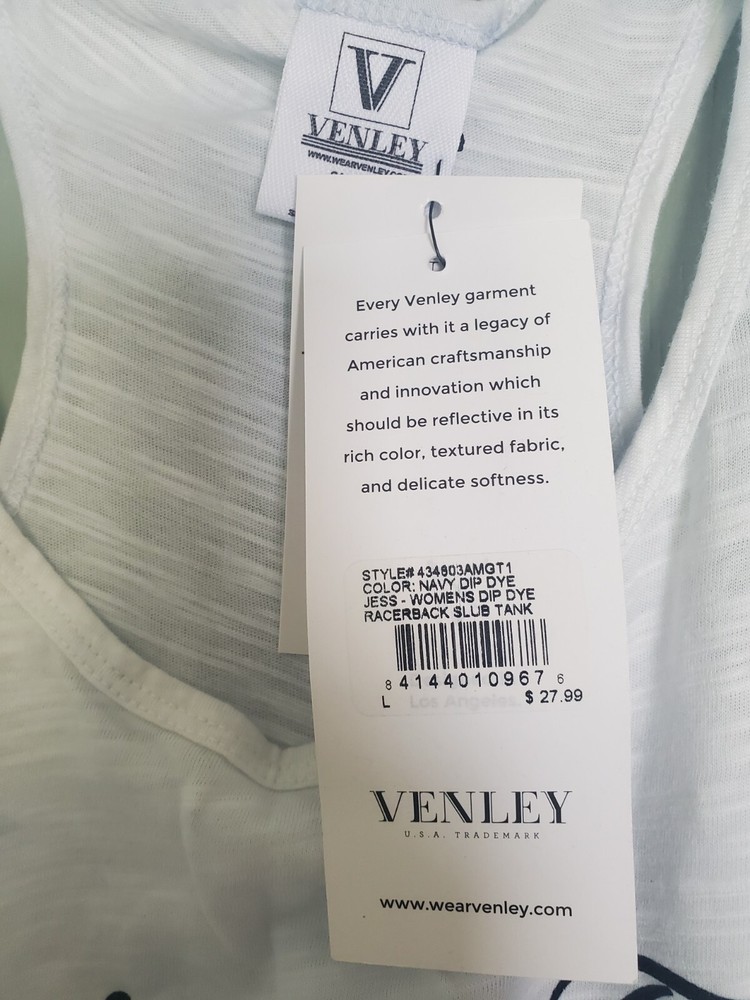 V
VENLEY
WWW.WEARVENLEY.CO
Every Venley garment
carries with it a legacy of
American craftsmanship
and innovation which
should be reflective in its
rich color, textured fabric,
and delicate softness.
STYLE# 434803AMGT1
COLOR: NAVY DIP DYE
JESS - WOMENS DIP DYE
RACERBACK SLUB TANK
8 4144010967 6
L Los Angeles $ 27.99
VENLEY
U.S.A. TRADEMARK
www.wearvenley.com